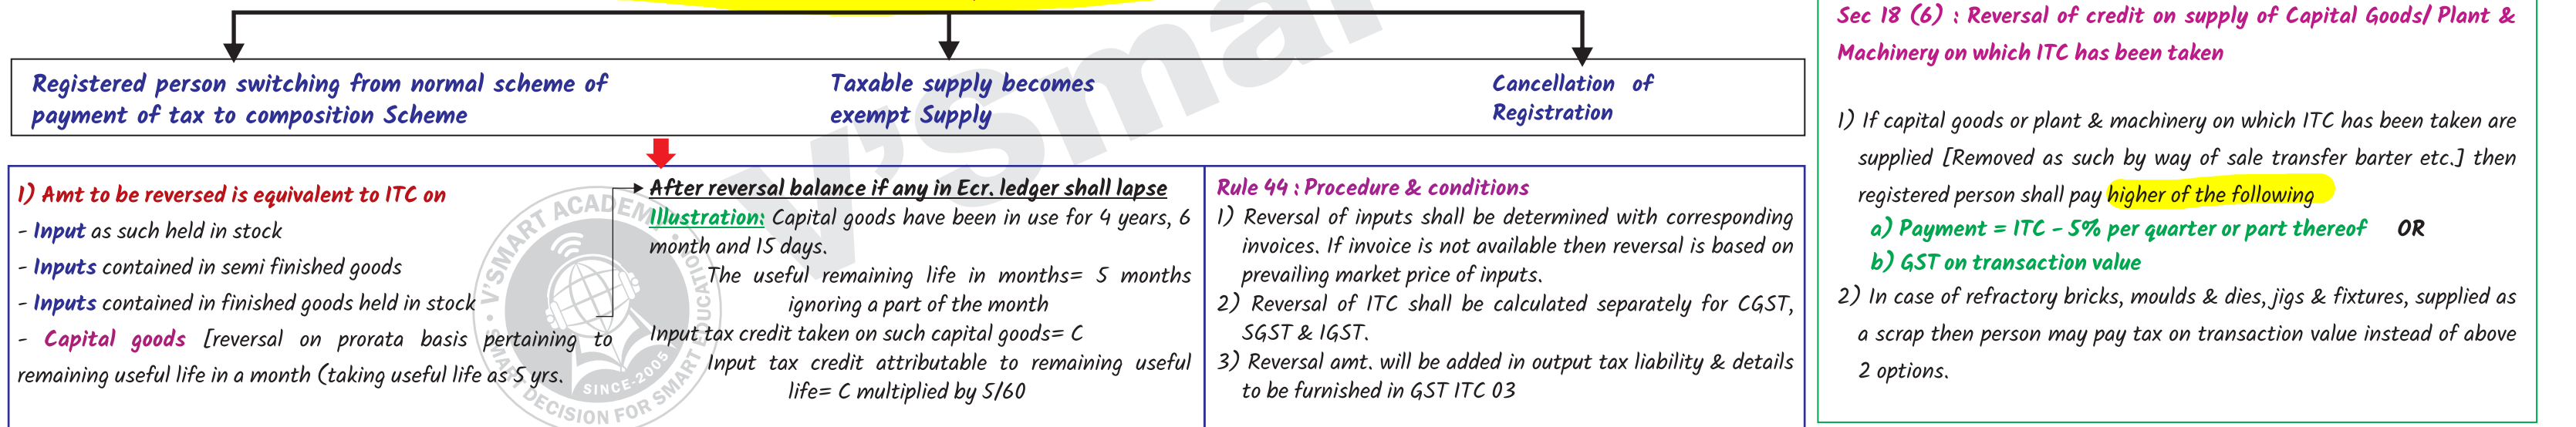 Registered person switching from normal scheme of
payment of tax to composition Scheme
Taxable supply becomes
exempt Supply
Cancellation of
Registration
1) Amt to be reversed is equivalent to ITC on
- Input as such held in stock
- Inputs contained in semi finished goods
- Inputs contained in finished goods held in stock
- Capital goods [reversal on prorata basis pertaining to
remaining useful life in a month (taking useful life as 5 yrs.
After reversal balance if any in Ecr. ledger shall lapse
Illustration: Capital goods have been in use for 4 years, 6
month and 15 days.
The useful remaining life in months= 5 months
ignoring a part of the month
Input tax credit taken on such capital goods= C
Input tax credit attributable to remaining useful
life= C multiplied by 5/60
Rule 44 : Procedure & conditions
1) Reversal of inputs shall be determined with corresponding
invoices. If invoice is not available then reversal is based on
prevailing market price of inputs.
2) Reversal of ITC shall be calculated separately for CGST,
SGST & IGST.
3) Reversal amt. will be added in output tax liability & details
to be furnished in GST ITC 03
Sec 18 (6) : Reversal of credit on supply of Capital Goods/ Plant &
Machinery on which ITC has been taken
1) If capital goods or plant & machinery on which ITC has been taken are
supplied [Removed as such by way of sale transfer barter etc.] then
registered person shall pay higher of the following
a) Payment = ITC - 5% per quarter or part thereof OR
b) GST on transaction value
2) In case of refractory bricks, moulds & dies, jigs & fixtures, supplied as
a scrap then person may pay tax on transaction value instead of above
2 options.
V'SMART ACADEMY
SMART DECISION FOR SMART EDUCATION
SINCE-2005